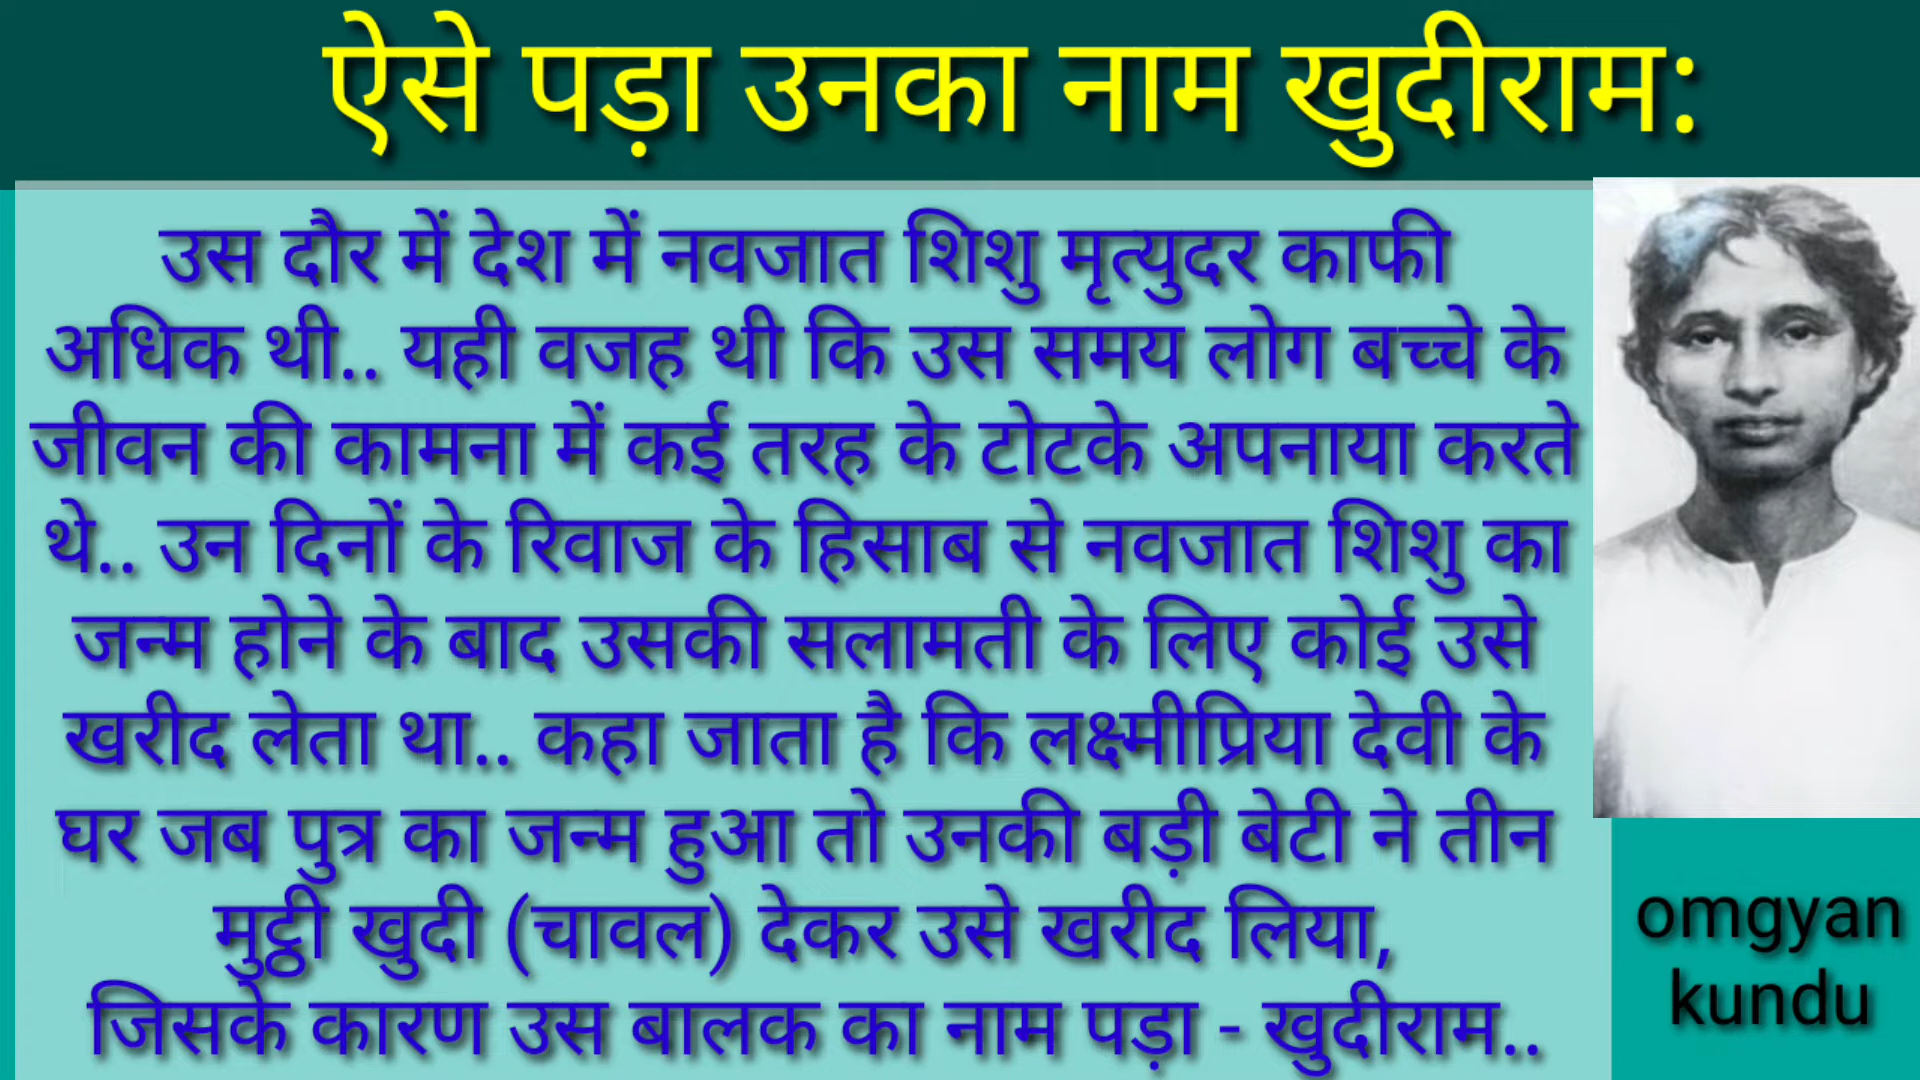 ऐसे पड़ा उनका नाम खुदीराम:
उस दौर में देश में नवजात शिशु मृत्युदर काफी
अधिक थी.. यही वजह थी कि उस समय लोग बच्चे के
जीवन की कामना में कई तरह के टोटके अपनाया करते
थे.. उन दिनों के रिवाज के हिसाब से नवजात शिशु का
जन्म होने के बाद उसकी सलामती के लिए कोई उसे
खरीद लेता था.. कहा जाता है कि लक्ष्मीप्रिया देवी के
घर जब पुत्र का जन्म हुआ तो उनकी बड़ी बेटी ने तीन
मुट्ठी खुदी (चावल) देकर उसे खरीद लिया,
जिसके कारण उस बालक का नाम पड़ा - खुदीराम..
omgyan
kundu